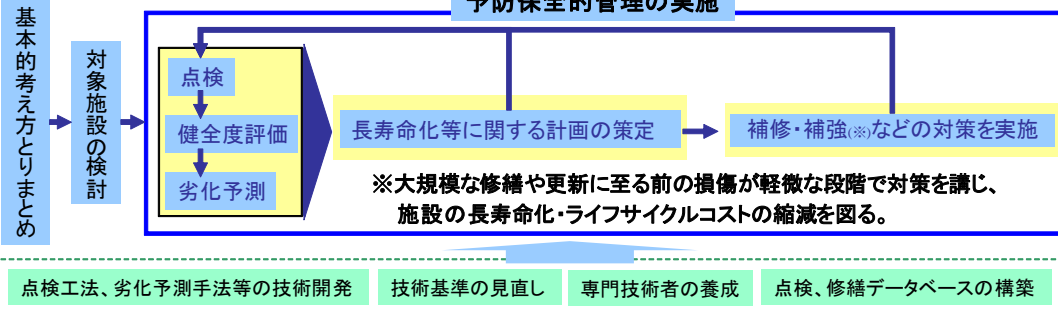 予防保全的管理の実施
基本的考え方とりまとめ
対象施設の検討
点検
健全度評価
劣化予測
長寿命化等に関する計画の策定
補修・補強(※)などの対策を実施
※大規模な修繕や更新に至る前の損傷が軽微な段階で対策を講じ、
施設の長寿命化・ライフサイクルコストの縮減を図る。
点検工法、劣化予測手法等の技術開発
技術基準の見直し
専門技術者の養成
点検、修繕データベースの構築